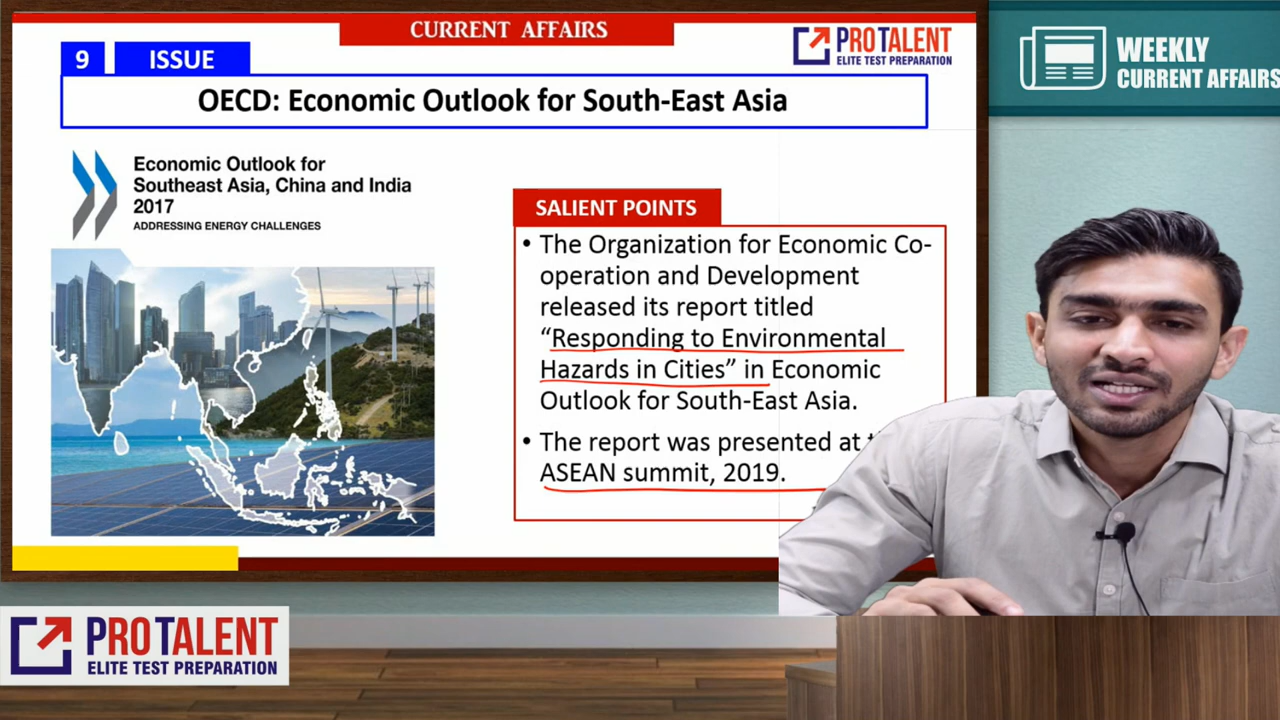 CURRENT AFFAIRS
PROTALENT
ELITE TEST PREPARATION
WEEKLY
CURRENT AFFAIRS
9
ISSUE
OECD: Economic Outlook for South-East Asia
Economic Outlook for
Southeast Asia, China and India
2017
ADDRESSING ENERGY CHALLENGES
SALIENT POINTS
• The Organization for Economic Co-
operation and Development
released its report titled
“Responding to Environmental
Hazards in Cities” in Economic
Outlook for South-East Asia.
• The report was presented at
ASEAN summit, 2019.
PROTALENT
ELITE TEST PREPARATION